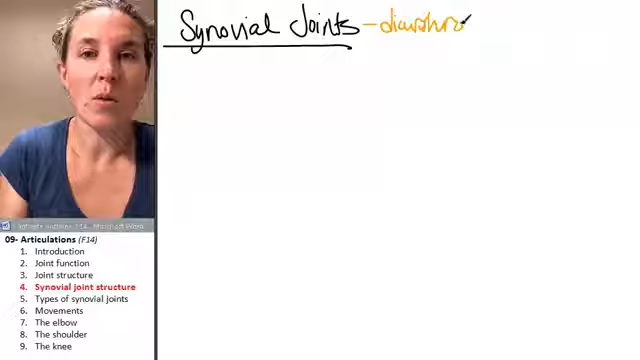 Synovial Joints - diarthro
09- Articulations (F14)
1. Introduction
2. Joint function
3. Joint structure
4. Synovial joint structure
5. Types of synovial joints
6. Movements
7. The elbow
8. The shoulder
9. The knee